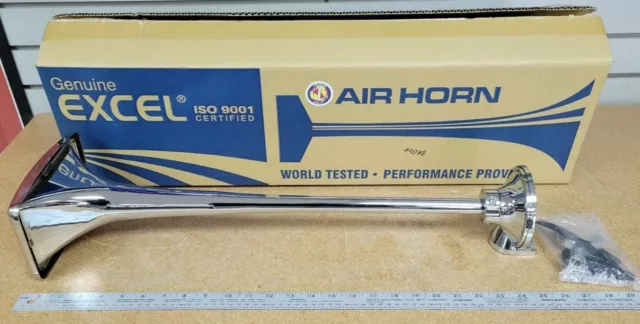 Genuine
EXCEL®
ISO 9001
CERTIFIED
AIR HORN
WORLD TESTED • PERFORMANCE PROV